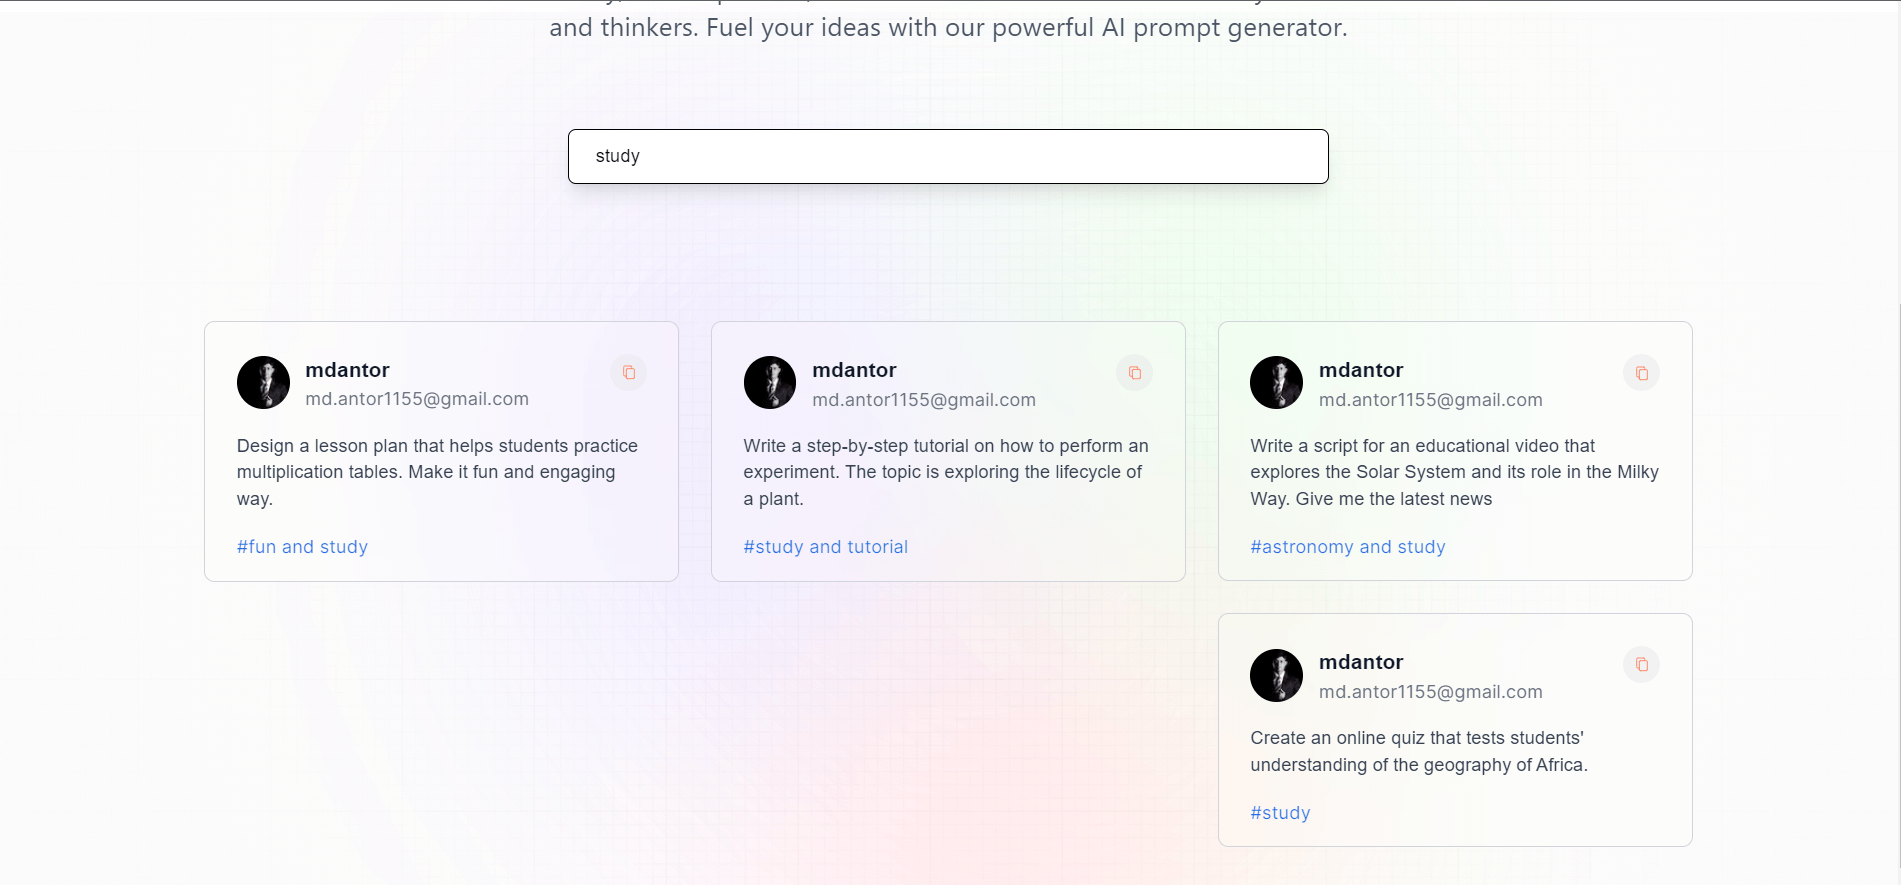 and thinkers. Fuel your ideas with our powerful AI prompt generator.
study
mdantor
md.antor1155@gmail.com
Design a lesson plan that helps students practice
multiplication tables. Make it fun and engaging
way.
#fun and study
mdantor
md.antor1155@gmail.com
Write a step-by-step tutorial on how to perform an
experiment. The topic is exploring the lifecycle of
a plant.
#study and tutorial
mdantor
md.antor1155@gmail.com
Write a script for an educational video that
explores the Solar System and its role in the Milky
Way. Give me the latest news
#astronomy and study
mdantor
md.antor1155@gmail.com
Create an online quiz that tests students'
understanding of the geography of Africa.
#study